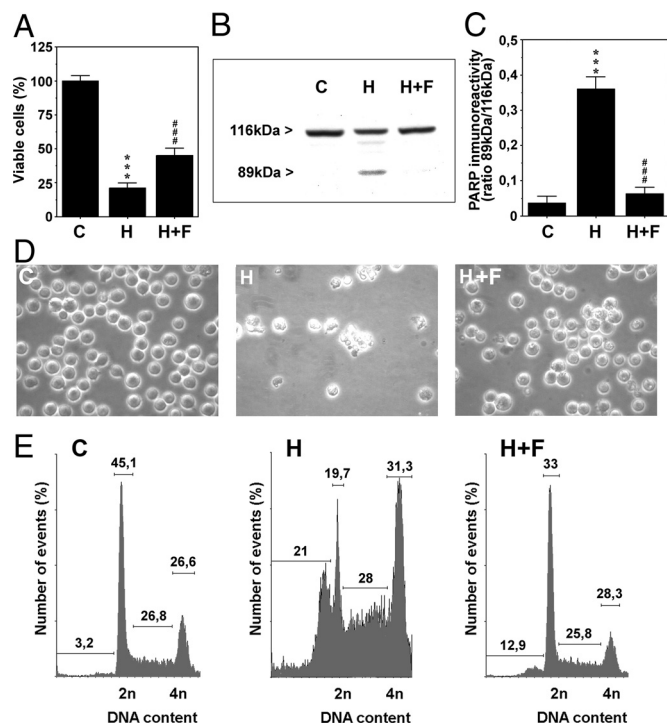 A
Viable cells (%)
125
100
75
50
25
0
***
###
C H H+F
B
C H H+F
116kDa >
89kDa >
C
PARP inmunoreactivity
(ratio 89kDa/116kDa)
0,5
0,4
0,3
0,2
0,1
0
***
###
C H H+F
D
C
H
H+F
E
C
Number of events (%)
45,1
26,6
26,8
3,2
2n 4n
DNA content
H
Number of events (%)
19,7
31,3
21
28
2n 4n
DNA content
H+F
Number of events (%)
33
28,3
12,9
25,8
2n 4n
DNA content